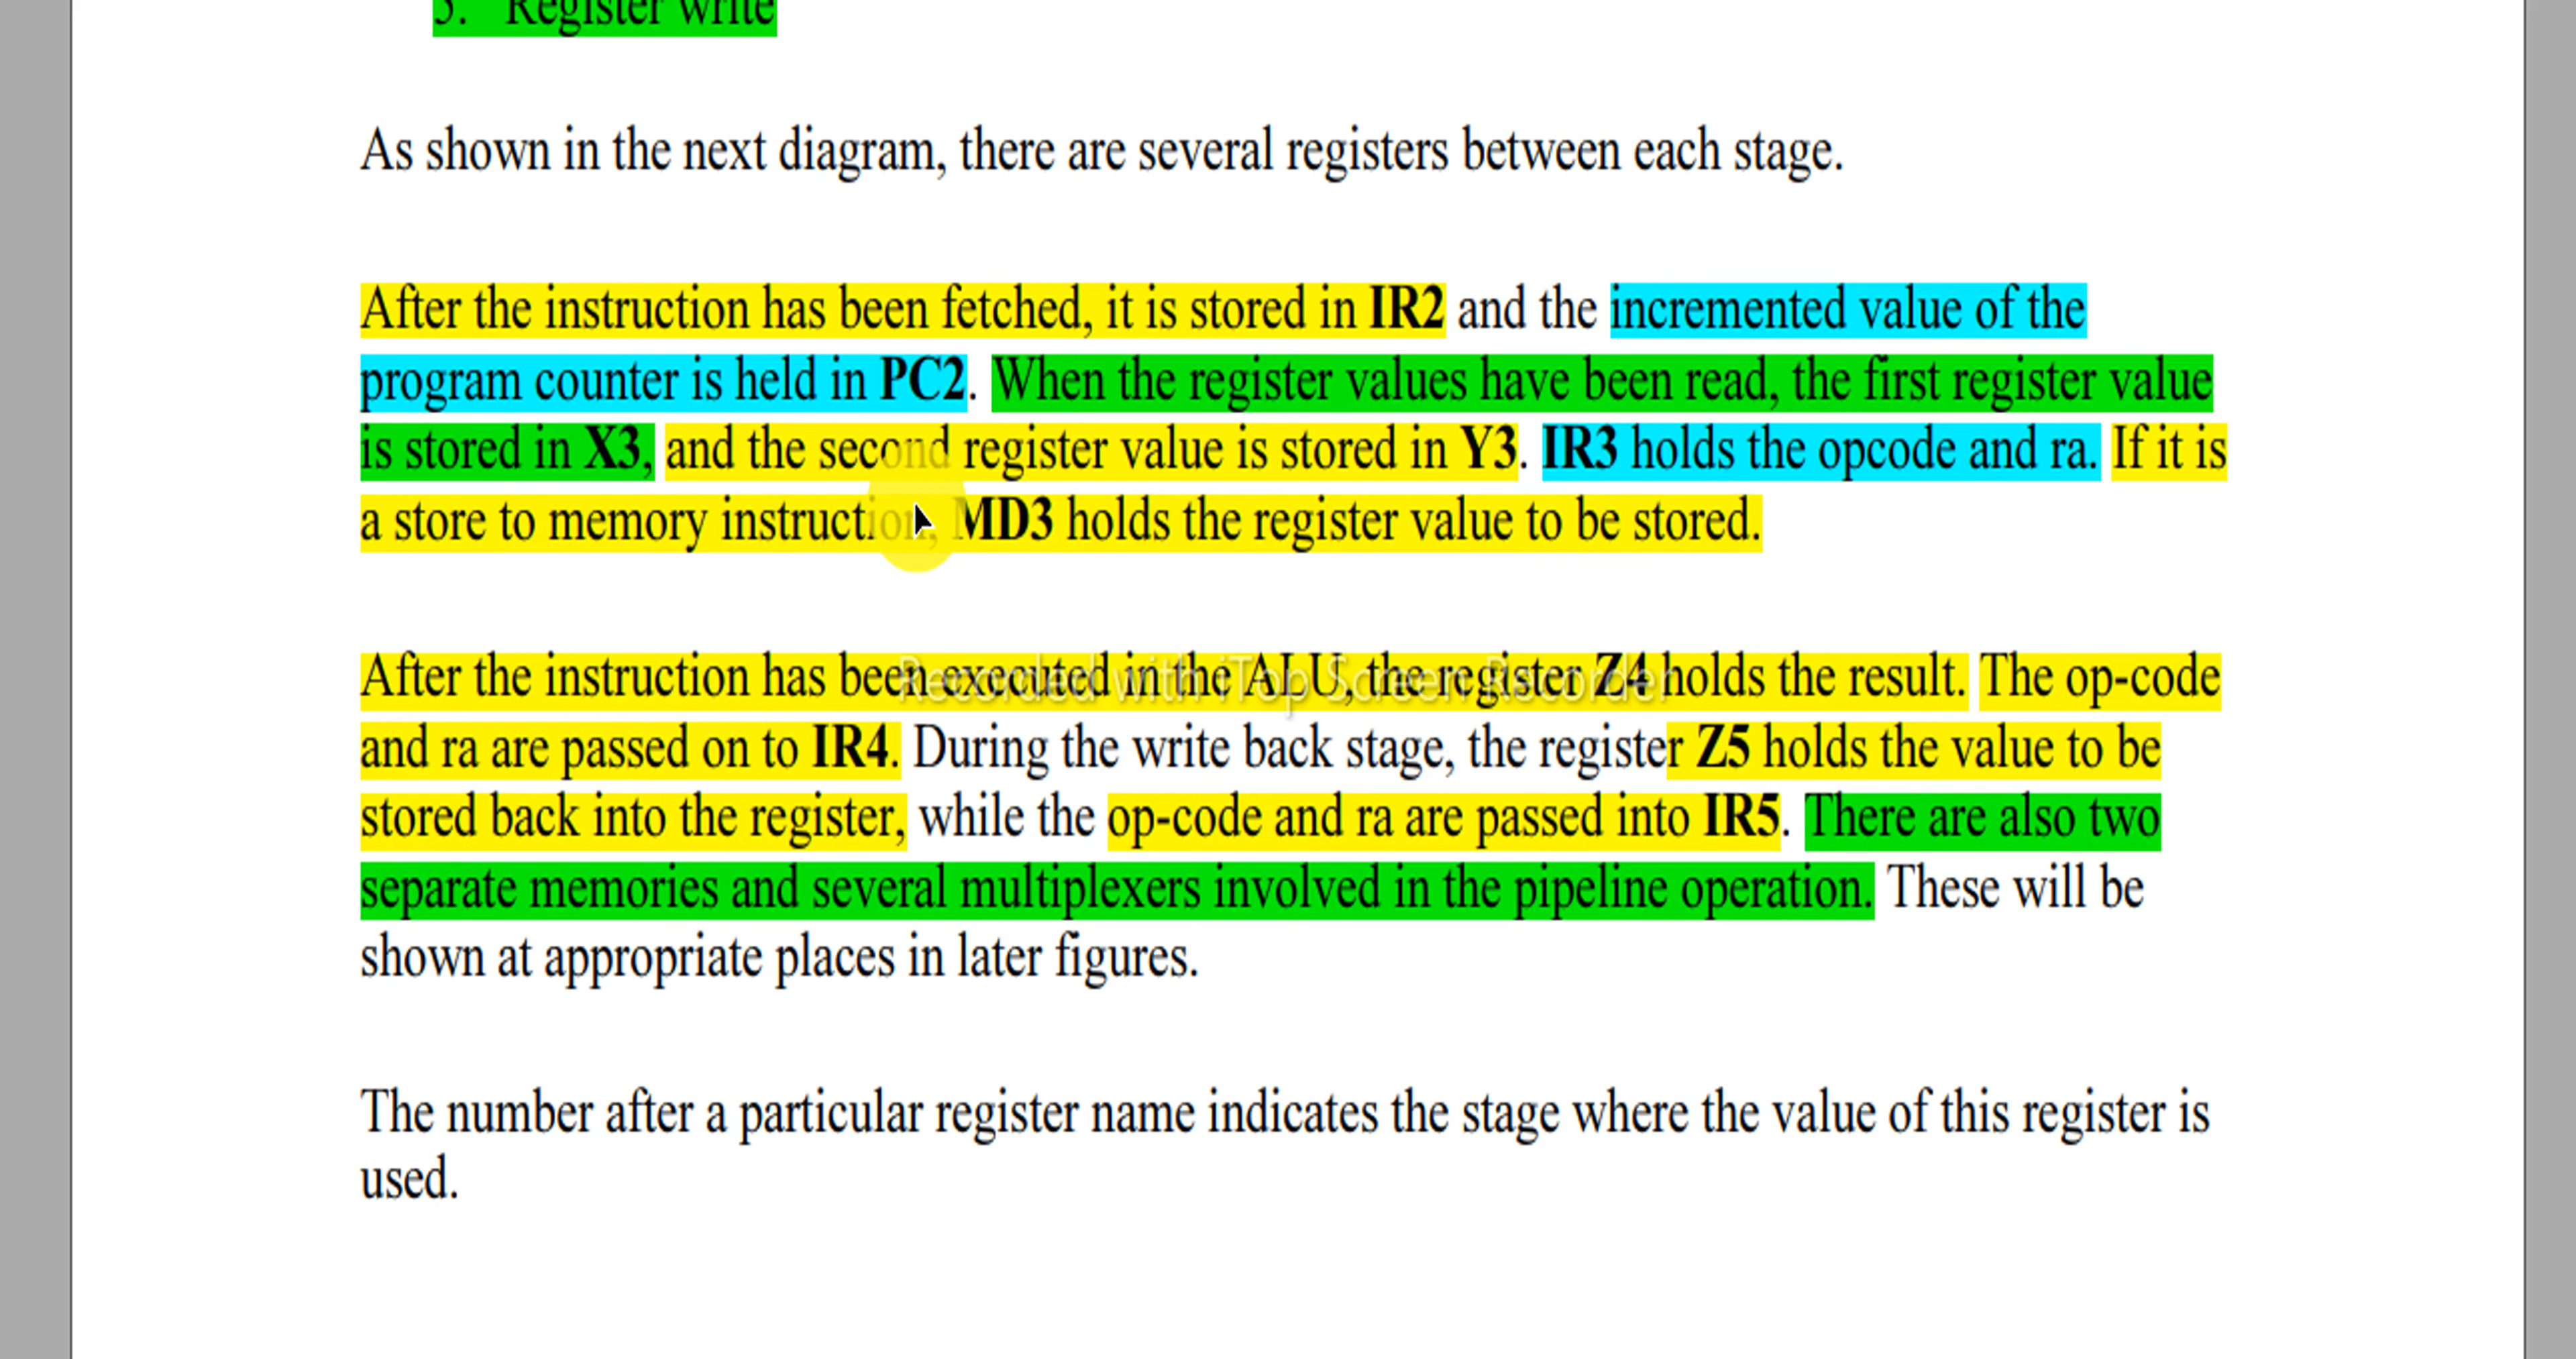 5. Register write
As shown in the next diagram, there are several registers between each stage.
After the instruction has been fetched, it is stored in IR2 and the incremented value of the
program counter is held in PC2. When the register values have been read, the first register value
is stored in X3, and the second register value is stored in Y3. IR3 holds the opcode and ra. If it is
a store to memory instruction, MD3 holds the register value to be stored.
After the instruction has been executed in the ALU, the register Z4 holds the result. The op-code
Recorded with iTop Screen Recorder
and ra are passed on to IR4. During the write back stage, the register Z5 holds the value to be
stored back into the register, while the op-code and ra are passed into IR5. There are also two
separate memories and several multiplexers involved in the pipeline operation. These will be
shown at appropriate places in later figures.
The number after a particular register name indicates the stage where the value of this register is
used.